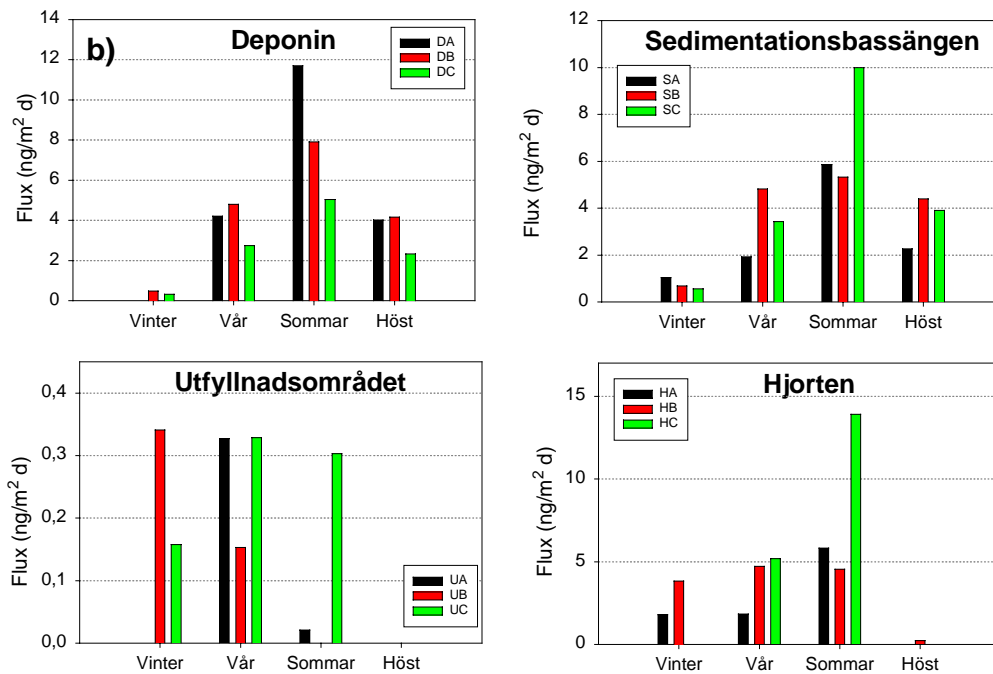 b)
Deponin
DA
DB
DC
Flux (ng/m² d)
14
12
10
8
6
4
2
0
Vinter Vår Sommar Höst
Sedimentationsbassängen
SA
SB
SC
Flux (ng/m² d)
12
10
8
6
4
2
0
Vinter Vår Sommar Höst
Utfyllnadsområdet
UA
UB
UC
Flux (ng/m² d)
0,4
0,3
0,2
0,1
0,0
Vinter Vår Sommar Höst
Hjorten
HA
HB
HC
Flux (ng/m² d)
15
10
5
0
Vinter Vår Sommar Höst